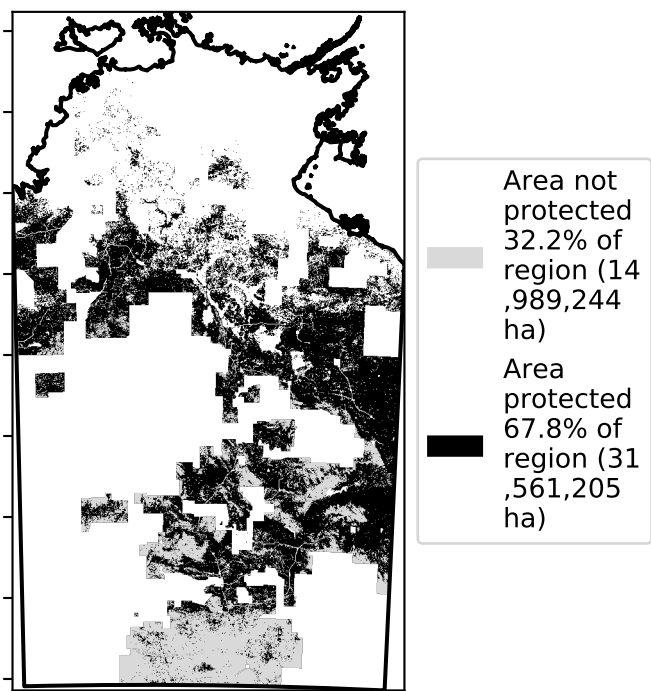 Area not
protected
32.2% of
region (14
,989,244
ha)
Area
protected
67.8% of
region (31
,561,205
ha)